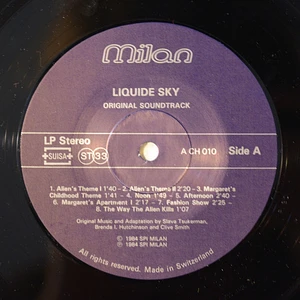 milan
LIQUIDE SKY
ORIGINAL SOUNDTRACK
LP Stereo
SUISA
ST 33
A CH 010
Side A
1. Alien's Theme I 1'40 - 2. Alien's Theme II 2'20 - 3. Margaret's
Childhood Theme 1'41 - 4. Noon 1'49 - 5. Afternoon 2'40 -
6. Margaret's Apartment I 2'17 - 7. Fashion Show 2'25 -
8. The Way The Alien Kills 1'07
Original Music and Adaptation by Slava Tsukerman,
Brenda I. Hutchinson and Clive Smith
℗ 1984 SPI MILAN
© 1984 SPI MILAN
All rights reserved. Made in Switzerland